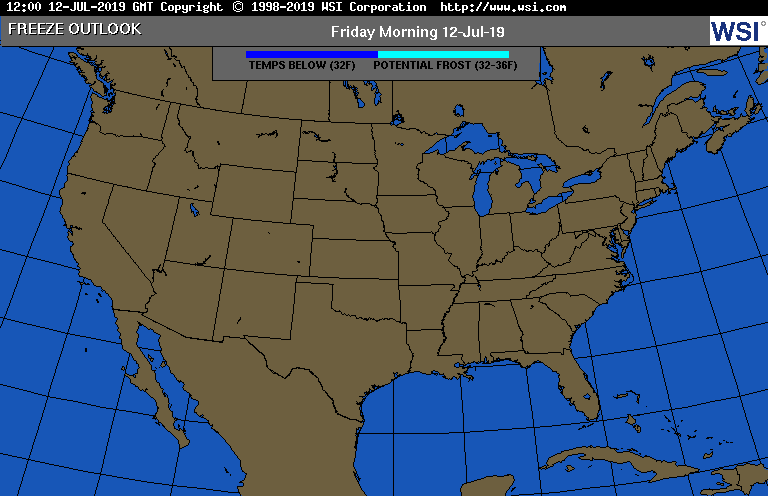 12:00 12-JUL-2019 GMT Copyright © 1998-2019 WSI Corporation http://www.wsi.com
FREEZE OUTLOOK
Friday Morning 12-Jul-19
WSI
TEMPS BELOW (32F) POTENTIAL FROST (32-36F)